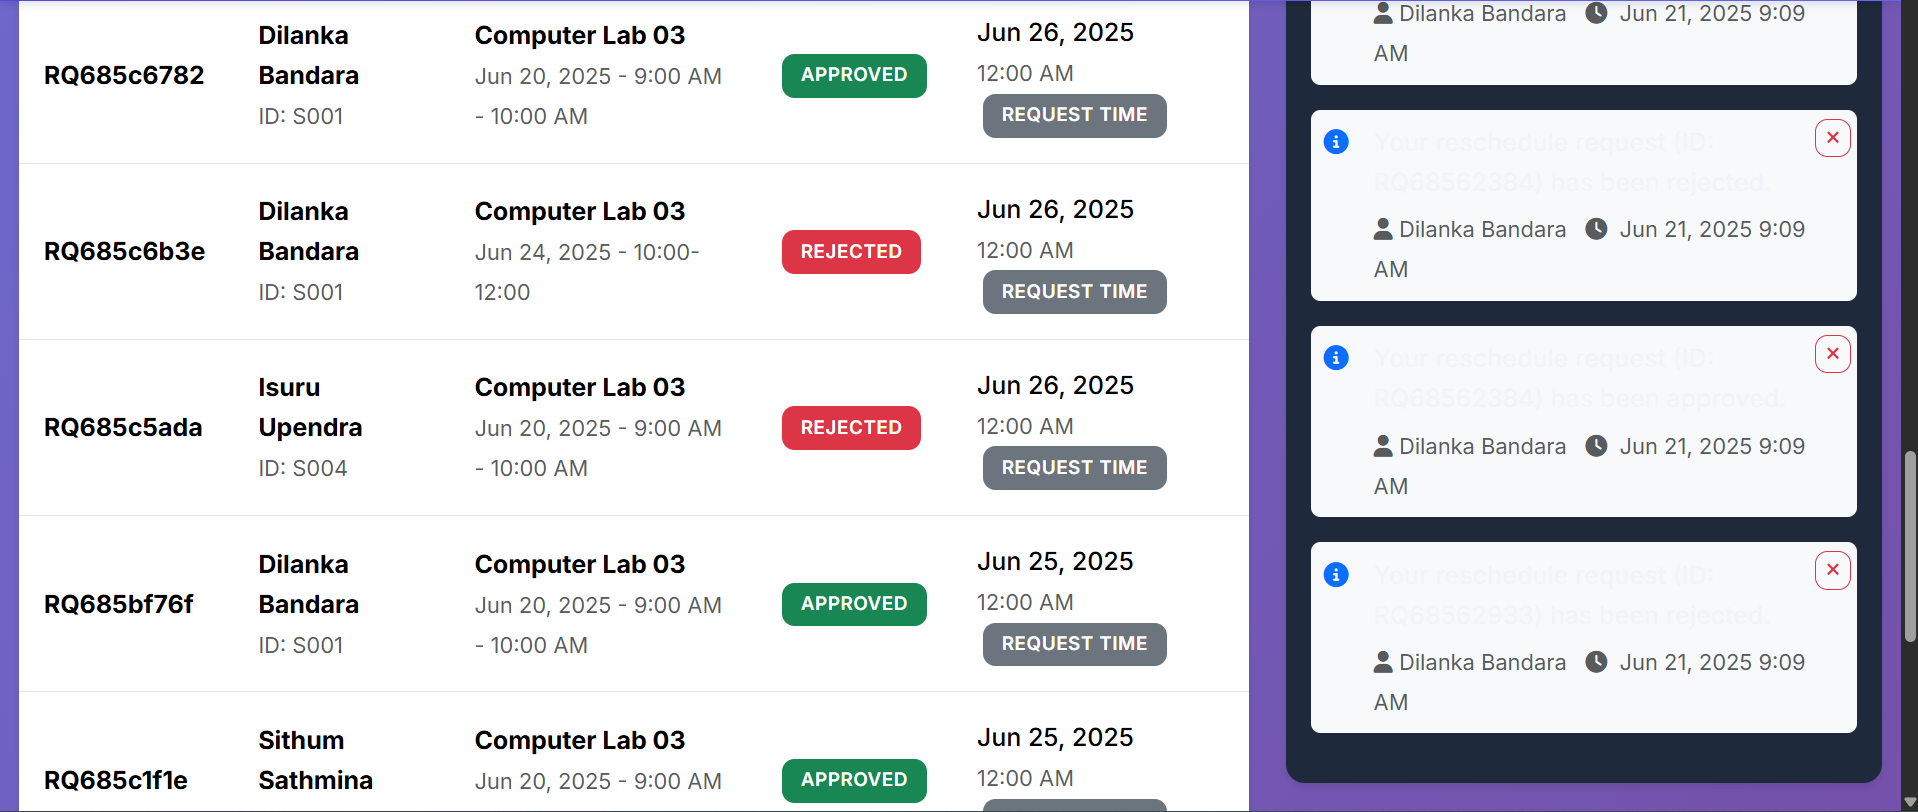 RQ685c6782
Dilanka
Bandara
ID: S001
Computer Lab 03
Jun 20, 2025 - 9:00 AM
- 10:00 AM
APPROVED
Jun 26, 2025
12:00 AM
REQUEST TIME
RQ685c6b3e
Dilanka
Bandara
ID: S001
Computer Lab 03
Jun 24, 2025 - 10:00-
12:00
REJECTED
Jun 26, 2025
12:00 AM
REQUEST TIME
RQ685c5ada
Isuru
Upendra
ID: S004
Computer Lab 03
Jun 20, 2025 - 9:00 AM
- 10:00 AM
REJECTED
Jun 26, 2025
12:00 AM
REQUEST TIME
RQ685bf76f
Dilanka
Bandara
ID: S001
Computer Lab 03
Jun 20, 2025 - 9:00 AM
- 10:00 AM
APPROVED
Jun 25, 2025
12:00 AM
REQUEST TIME
RQ685c1f1e
Sithum
Sathmina
Computer Lab 03
Jun 20, 2025 - 9:00 AM
APPROVED
Jun 25, 2025
12:00 AM
Dilanka Bandara Jun 21, 2025 9:09
AM
Your reschedule request (ID:
RQ68562384) has been rejected.
Dilanka Bandara Jun 21, 2025 9:09
AM
Your reschedule request (ID:
RQ68562384) has been approved.
Dilanka Bandara Jun 21, 2025 9:09
AM
Your reschedule request (ID:
RQ68562933) has been rejected.
Dilanka Bandara Jun 21, 2025 9:09
AM